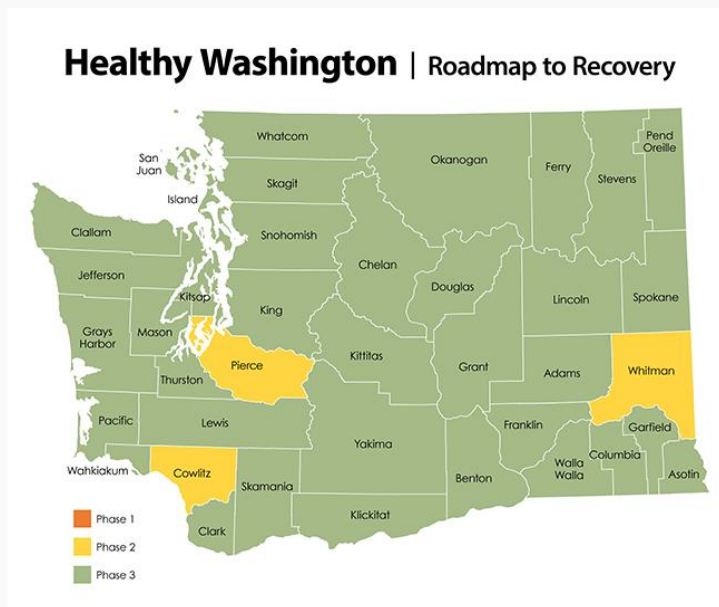 Healthy Washington | Roadmap to Recovery
Whatcom
Okanogan
Ferry
Stevens
Pend
Oreille
San
Juan
Skagit
Island
Snohomish
Clallam
Chelan
Jefferson
Douglas
Kitsap
King
Lincoln
Spokane
Grays
Harbor
Mason
Pierce
Kittitas
Grant
Adams
Whitman
Thurston
Pacific
Lewis
Yakima
Franklin
Garfield
Wahkiakum
Cowlitz
Skamania
Benton
Walla
Walla
Columbia
Asotin
Klickitat
Clark
Phase 1
Phase 2
Phase 3